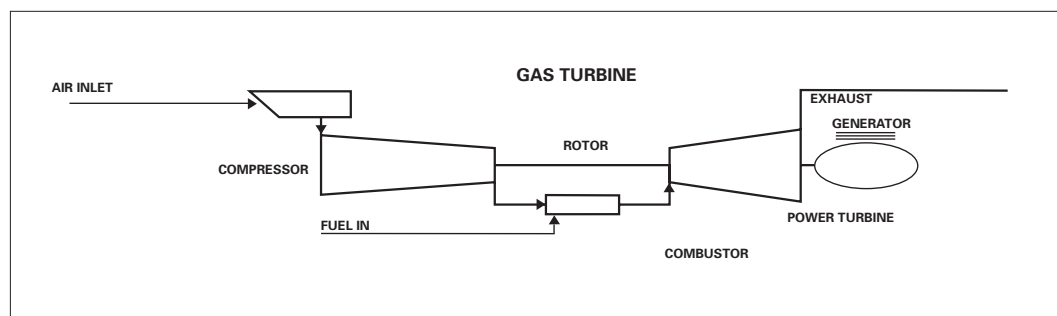 GAS TURBINE
AIR INLET
EXHAUST
GENERATOR
ROTOR
COMPRESSOR
POWER TURBINE
FUEL IN
COMBUSTOR